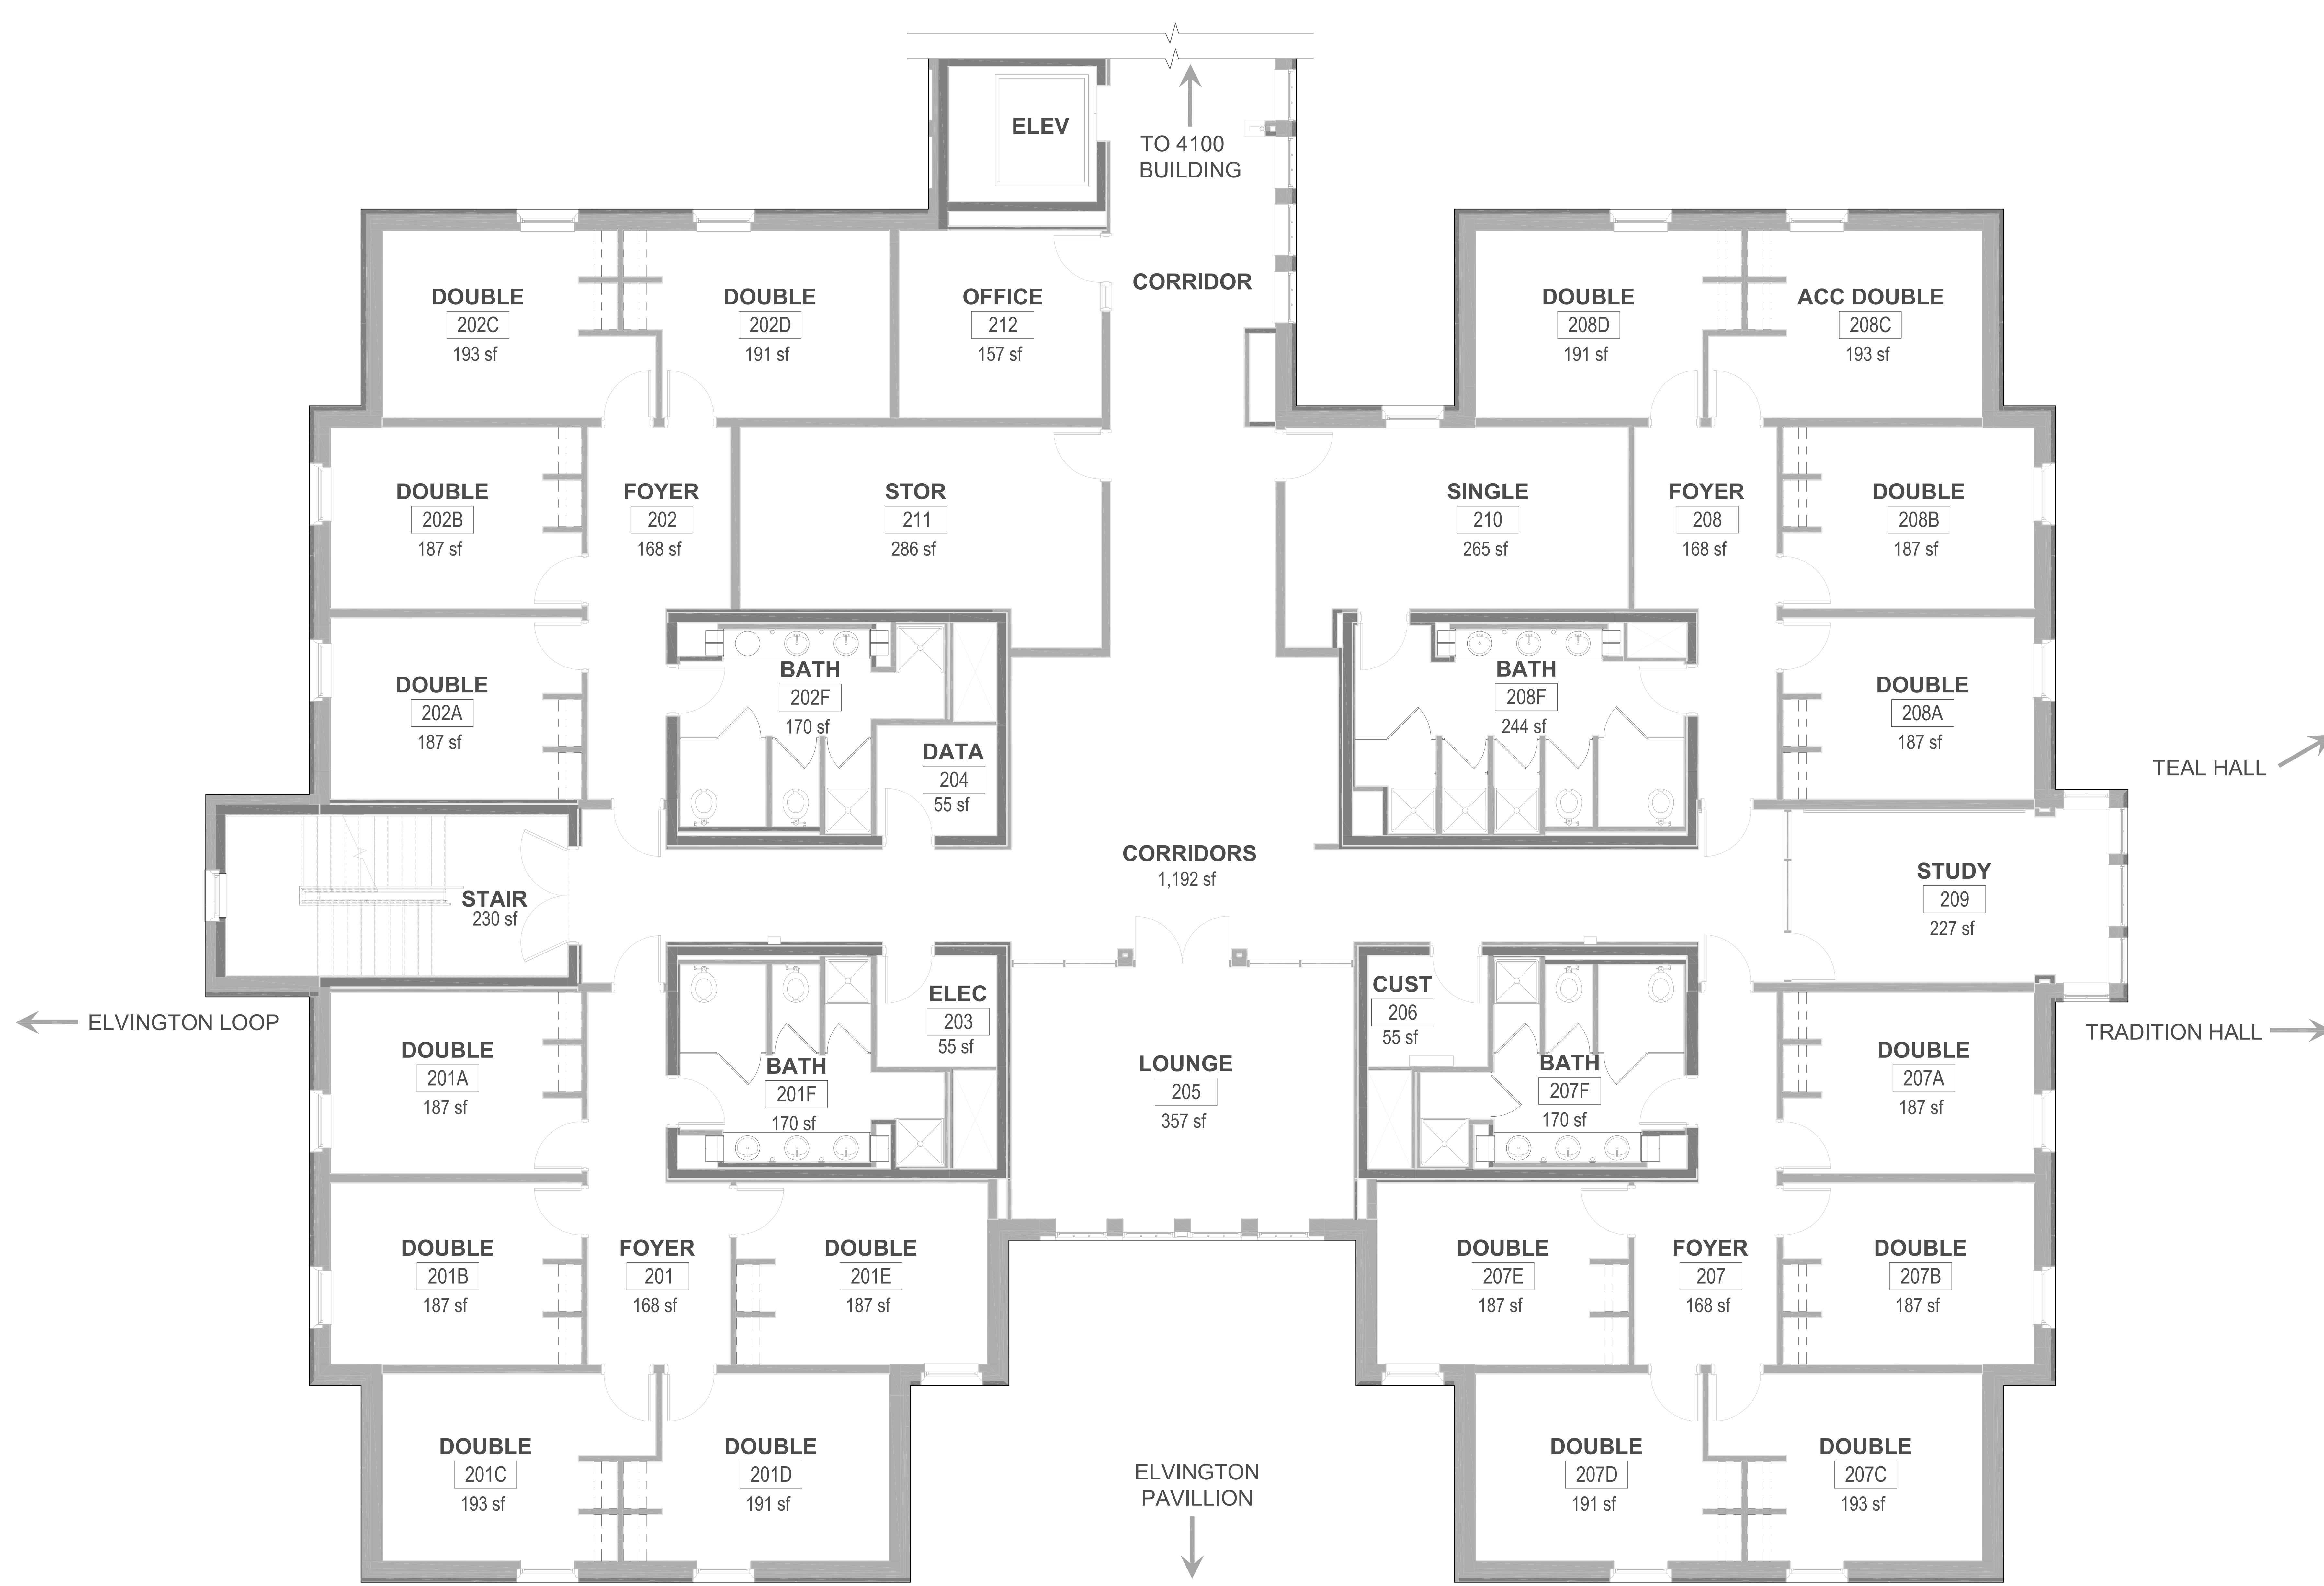 ELEV
TO 4100
BUILDING
CORRIDOR
DOUBLE
202C
193 sf
DOUBLE
202D
191 sf
OFFICE
212
157 sf
DOUBLE
208D
191 sf
ACC DOUBLE
208C
193 sf
DOUBLE
202B
187 sf
FOYER
202
168 sf
STOR
211
286 sf
SINGLE
210
265 sf
FOYER
208
168 sf
DOUBLE
208B
187 sf
DOUBLE
202A
187 sf
BATH
202F
170 sf
DATA
204
55 sf
BATH
208F
244 sf
DOUBLE
208A
187 sf
TEAL HALL
STAIR
230 sf
CORRIDORS
1,192 sf
STUDY
209
227 sf
ELVINGTON LOOP
DOUBLE
201A
187 sf
BATH
201F
170 sf
ELEC
203
55 sf
LOUNGE
205
357 sf
CUST
206
55 sf
BATH
207F
170 sf
DOUBLE
207A
187 sf
TRADITION HALL
DOUBLE
201B
187 sf
FOYER
201
168 sf
DOUBLE
201E
187 sf
DOUBLE
207E
187 sf
FOYER
207
168 sf
DOUBLE
207B
187 sf
DOUBLE
201C
193 sf
DOUBLE
201D
191 sf
ELVINGTON
PAVILLION
DOUBLE
207D
191 sf
DOUBLE
207C
193 sf